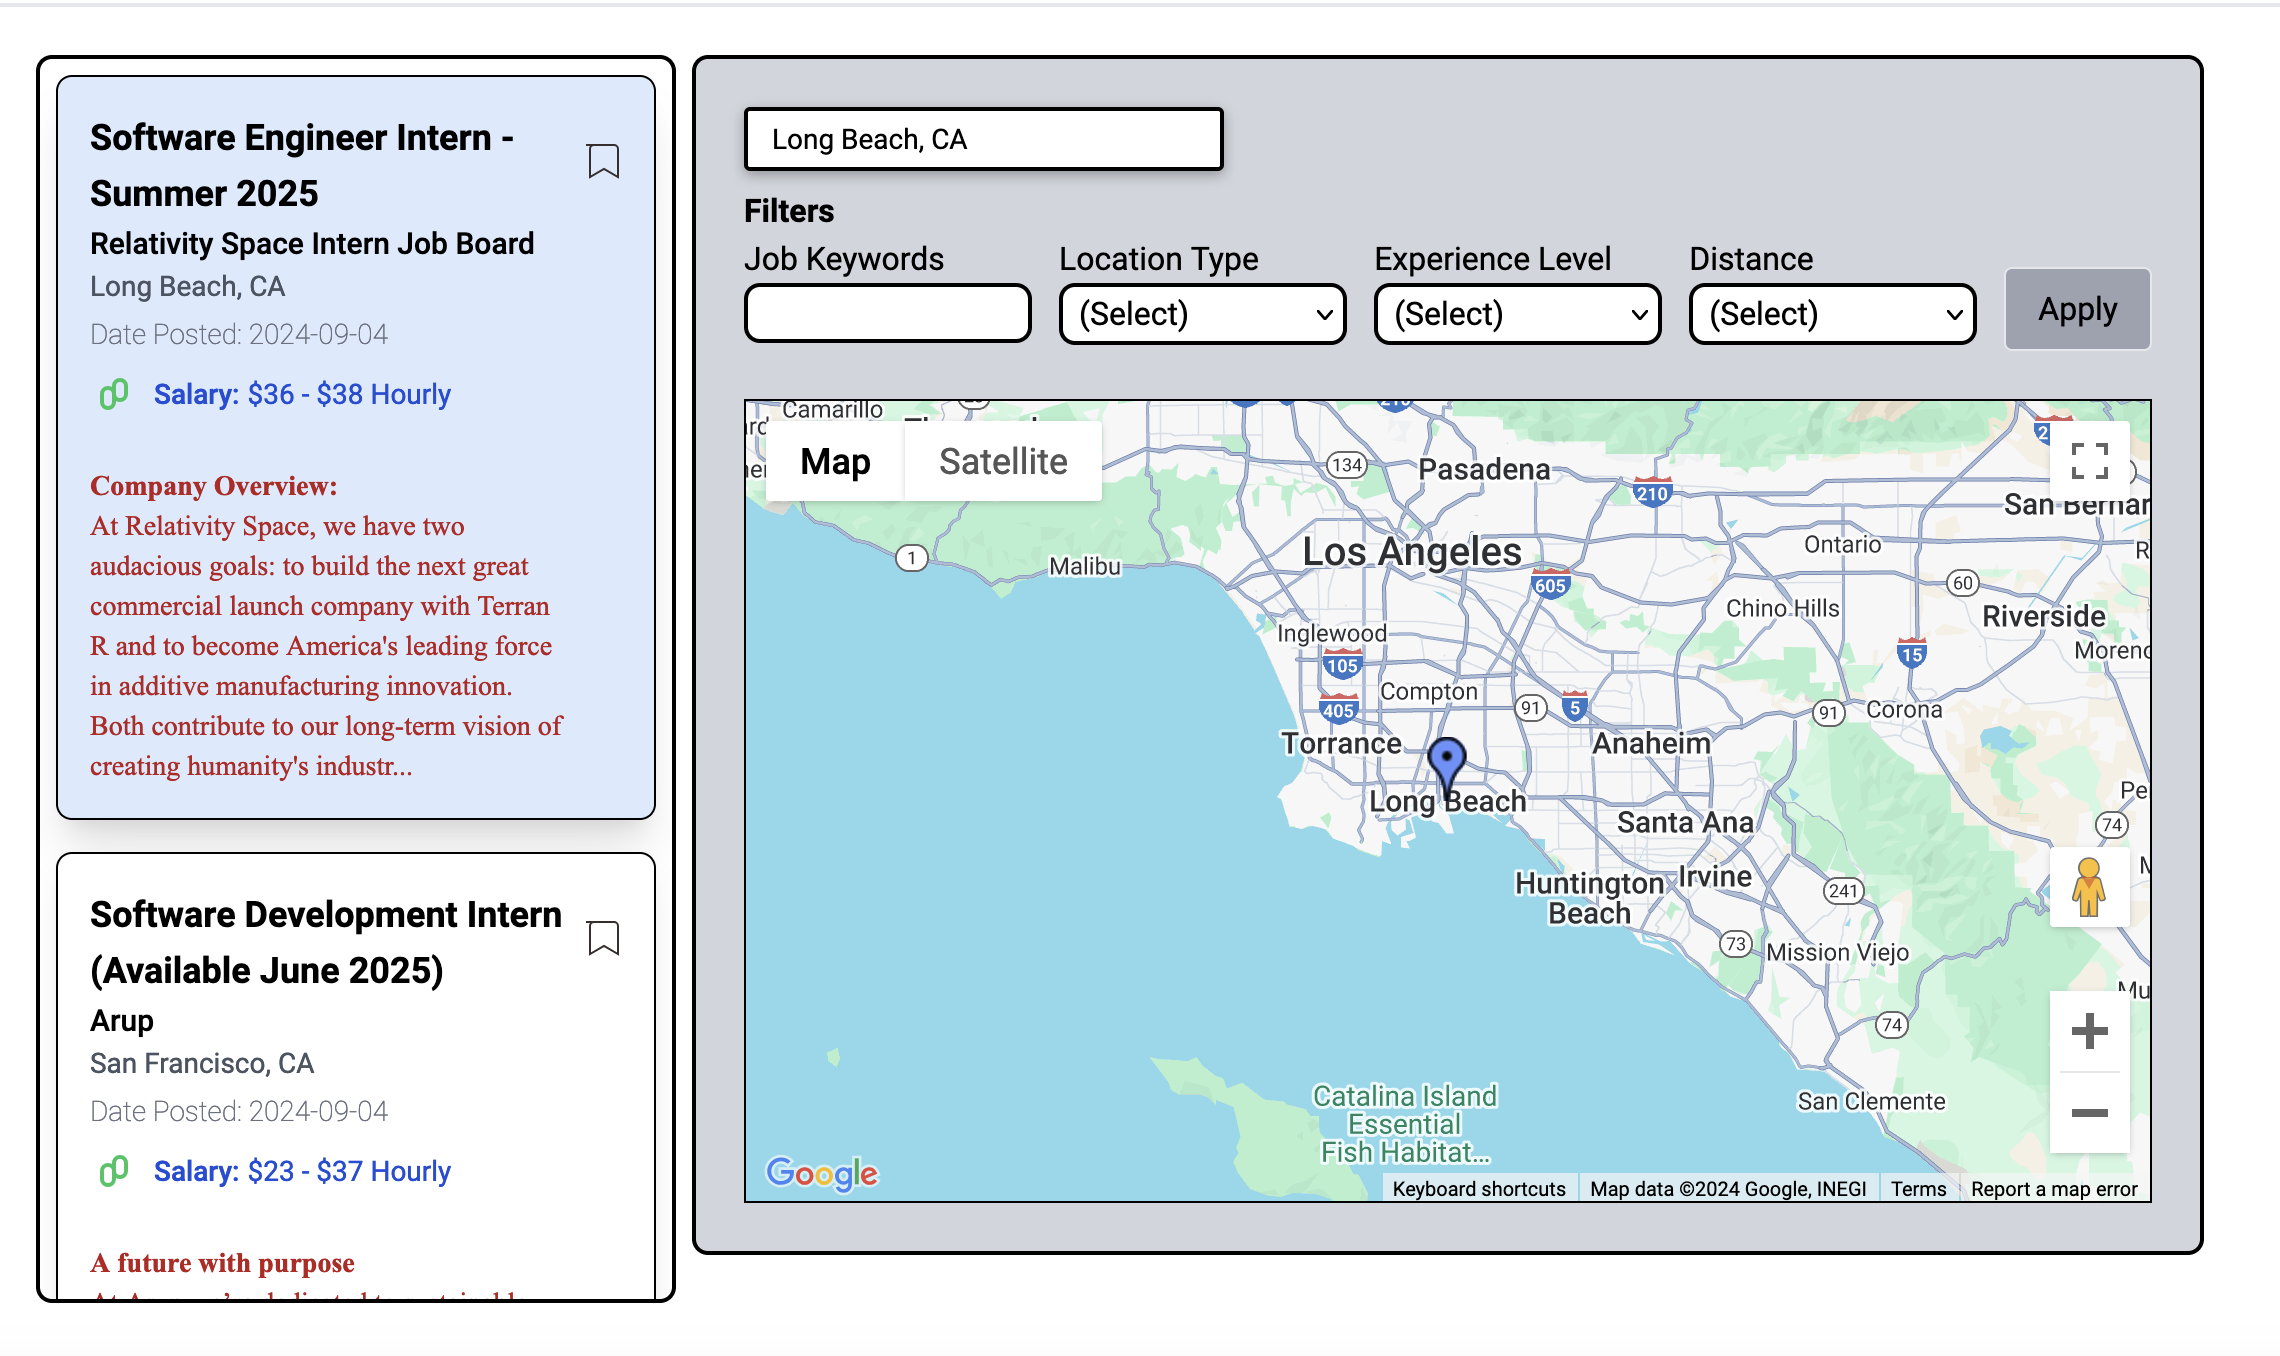 Software Engineer Intern -
Summer 2025
Relativity Space Intern Job Board
Long Beach, CA
Date Posted: 2024-09-04
Salary: $36 - $38 Hourly
Company Overview:
At Relativity Space, we have two
audacious goals: to build the next great
commercial launch company with Terran
R and to become America's leading force
in additive manufacturing innovation.
Both contribute to our long-term vision of
creating humanity's industr...
Software Development Intern
(Available June 2025)
Arup
San Francisco, CA
Date Posted: 2024-09-04
Salary: $23 - $37 Hourly
A future with purpose
Long Beach, CA
Filters
Job Keywords
Location Type
(Select)
Experience Level
(Select)
Distance
(Select)
Apply
Map
Satellite
Camarillo
134
Pasadena
210
San Bernar
1
Malibu
Los Angeles
605
Ontario
60
Chino Hills
Riverside
Inglewood
105
15
Moreno
Compton
405
91
5
91
Corona
Torrance
Anaheim
Long Beach
Pe
Santa Ana
74
Huntington
Beach
Irvine
241
73
Mission Viejo
Mu
74
San Clemente
Catalina Island
Essential
Fish Habitat...
Google
Keyboard shortcuts
Map data ©2024 Google, INEGI
Terms
Report a map error